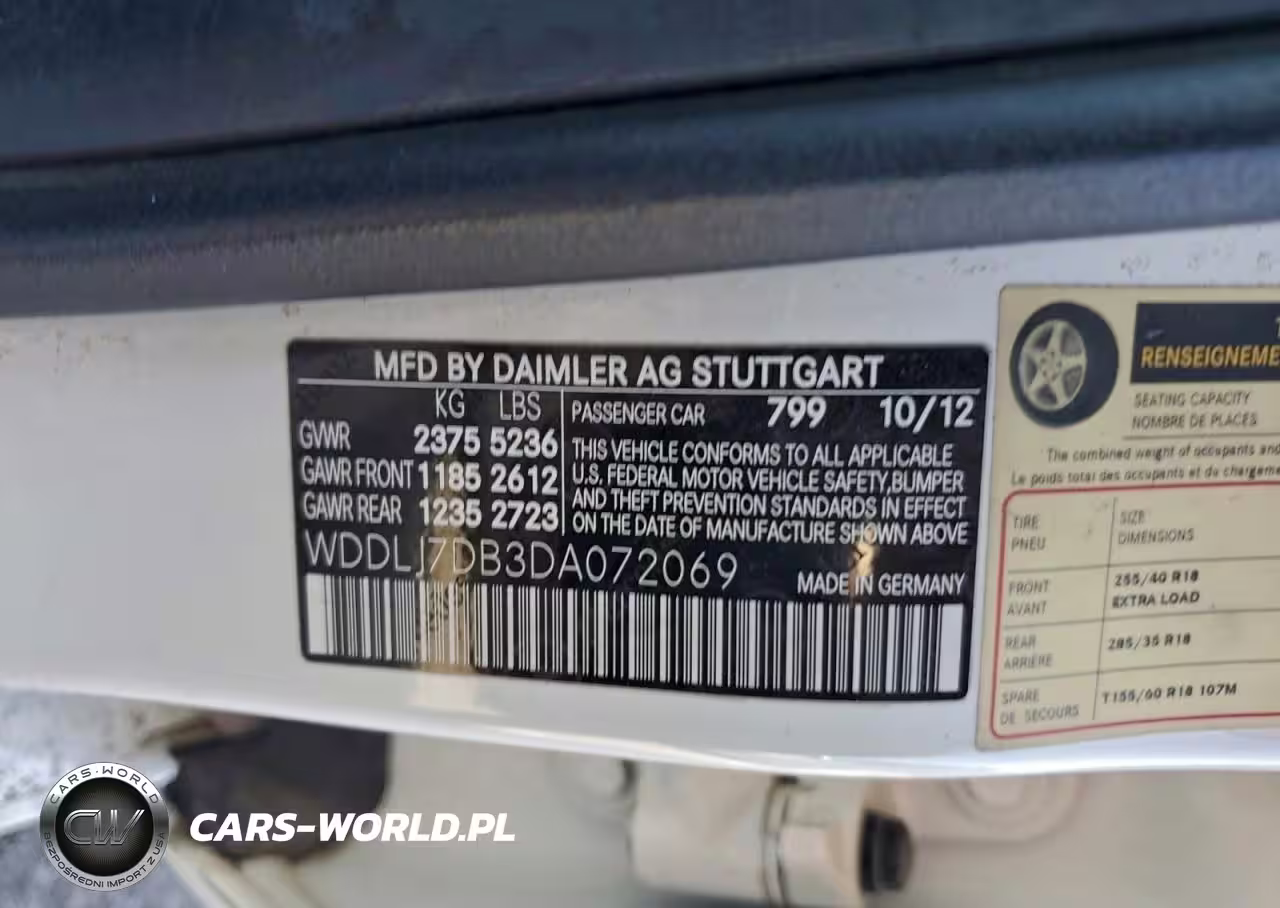 MFD BY DAIMLER AG STUTTGART
KG LBS
GVWR 2375 5236
GAWR FRONT 1185 2612
GAWR REAR 1235 2723
PASSENGER CAR 799 10/12
THIS VEHICLE CONFORMS TO ALL APPLICABLE
U.S. FEDERAL MOTOR VEHICLE SAFETY,BUMPER
AND THEFT PREVENTION STANDARDS IN EFFECT
ON THE DATE OF MANUFACTURE SHOWN ABOVE
WDDLJ7DB3DA072069
MADE IN GERMANY
RENSEIGNEME
SEATING CAPACITY
NOMBRE DE PLACES
The combined weight of occupants and
Le poids total des occupants et du chargeme
TIRE
PNEU
SIZE
DIMENSIONS
FRONT
AVANT
255/40 R18
EXTRA LOAD
REAR
ARRIÈRE
285/35 R18
SPARE
DE SECOURS
T155/60 R18 107M
CARS-WORLD
CW
BEZPOŚREDNI IMPORT Z USA
CARS-WORLD.PL